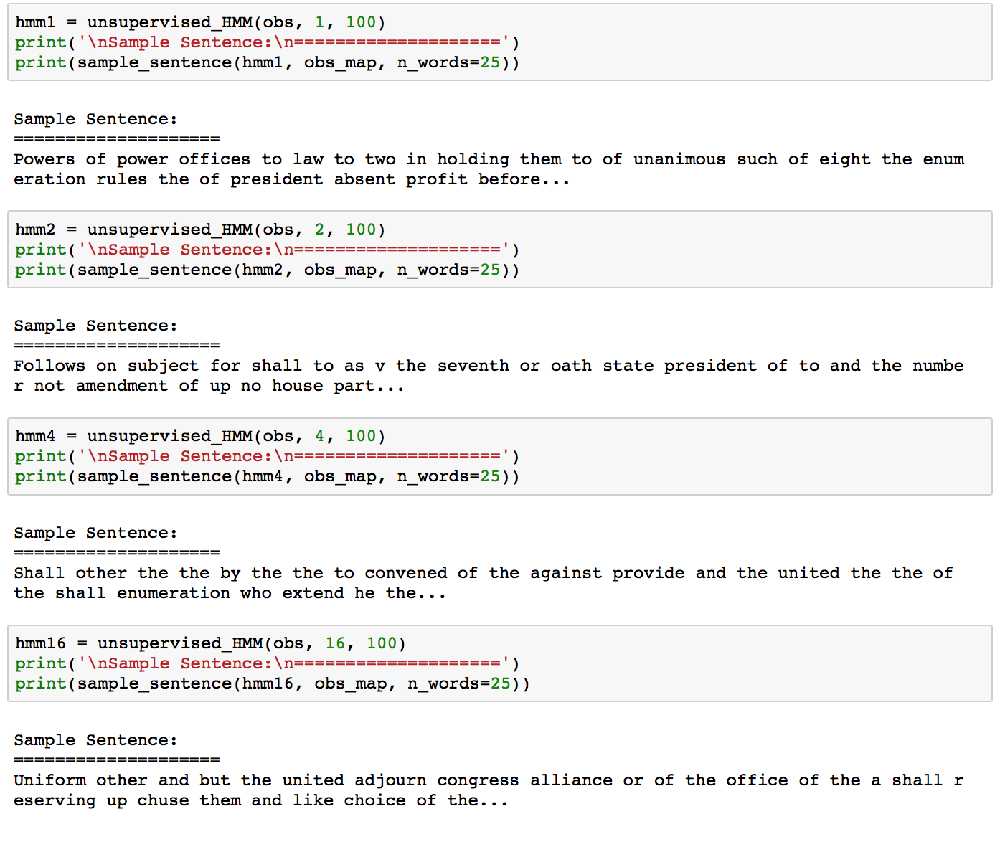 hmm1 = unsupervised_HMM(obs, 1, 100)
print('\nSample Sentence:\n====================')
print(sample_sentence(hmm1, obs_map, n_words=25))
Sample Sentence:
====================
Powers of power offices to law to two in holding them to of unanimous such of eight the enum
eration rules the of president absent profit before...
hmm2 = unsupervised_HMM(obs, 2, 100)
print('\nSample Sentence:\n====================')
print(sample_sentence(hmm2, obs_map, n_words=25))
Sample Sentence:
====================
Follows on subject for shall to as v the seventh or oath state president of to and the numbe
r not amendment of up no house part...
hmm4 = unsupervised_HMM(obs, 4, 100)
print('\nSample Sentence:\n====================')
print(sample_sentence(hmm4, obs_map, n_words=25))
Sample Sentence:
====================
Shall other the the by the the to convened of the against provide and the united the the of
the shall enumeration who extend he the...
hmm16 = unsupervised_HMM(obs, 16, 100)
print('\nSample Sentence:\n====================')
print(sample_sentence(hmm16, obs_map, n_words=25))
Sample Sentence:
====================
Uniform other and but the united adjourn congress alliance or of the office of the a shall r
eserving up chuse them and like choice of the...